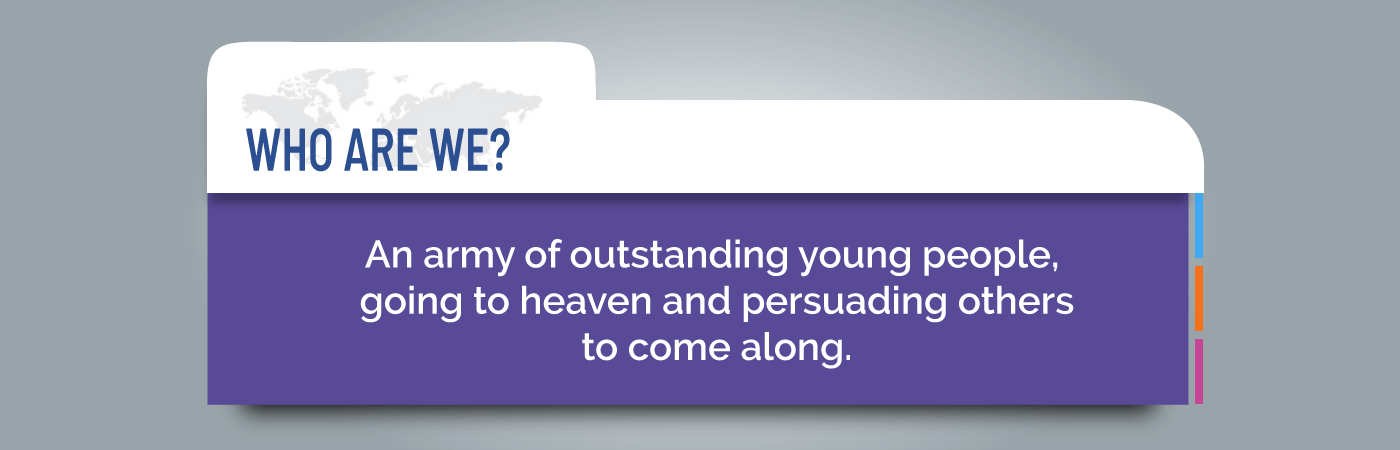 WHO ARE WE?
An army of outstanding young people,
going to heaven and persuading others
to come along.